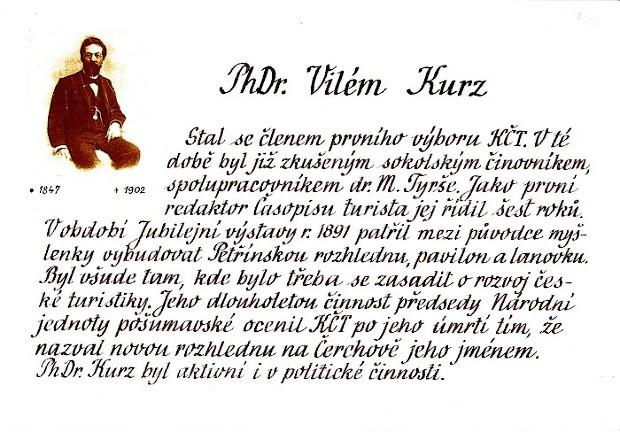 PhDr. Vilém Kurz
Stal se členem prvního výboru KČT. V té
době byl již zkušeným sokolským činovníkem,
* 1847 † 1902
spolupracovníkem dr. M. Tyrše. Jako první
redaktor Časopisu turista jej řídil šest roků.
V období Jubilejní výstavy r. 1891 patřil mezi původce myš-
lenky vybudovat Petřínskou rozhlednu, pavilon a lanovku.
Byl všude tam, kde bylo třeba se zasadit o rozvoj čes-
ké turistiky. Jeho dlouholetou činnost předsedy Národní
jednoty pošumavské ocenil KČT po jeho úmrtí tím, že
nazval novou rozhlednu na Čerchově jeho jménem.
PhDr. Kurz byl aktivní i v politické činnosti.